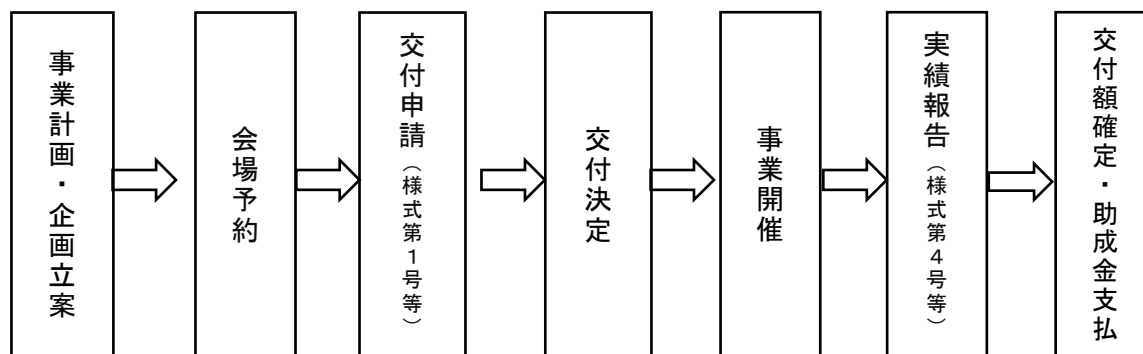 事業計画・企画立案
会場予約
交付申請（様式第１号等）
交付決定
事業開催
実績報告（様式第４号等）
交付額確定・助成金支払